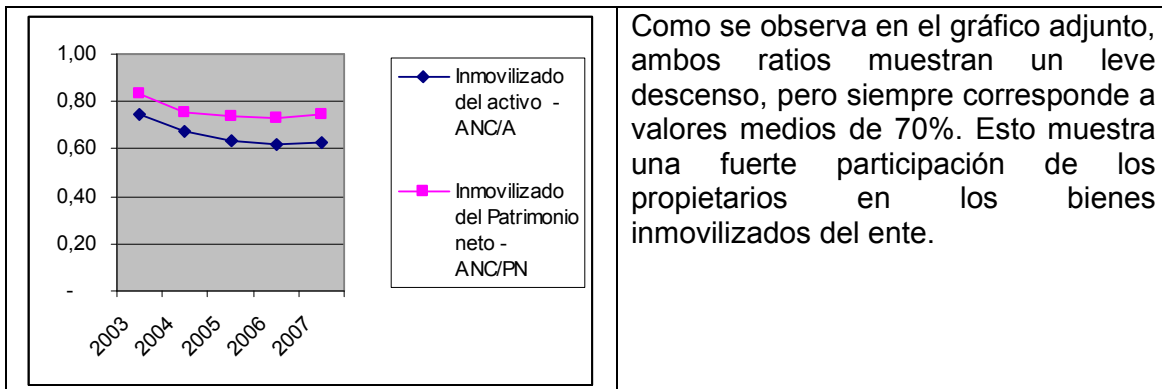 1,00
0,80
0,60
0,40
0,20
-
2003
2004
2005
2006
2007
Inmovilizado
del activo -
ANC/A
Inmovilizado
del Patrimonio
neto -
ANC/PN
Como se observa en el gráfico adjunto,
ambos ratios muestran un leve
descenso, pero siempre corresponde a
valores medios de 70%. Esto muestra
una fuerte participación de los
propietarios en los bienes
inmovilizados del ente.